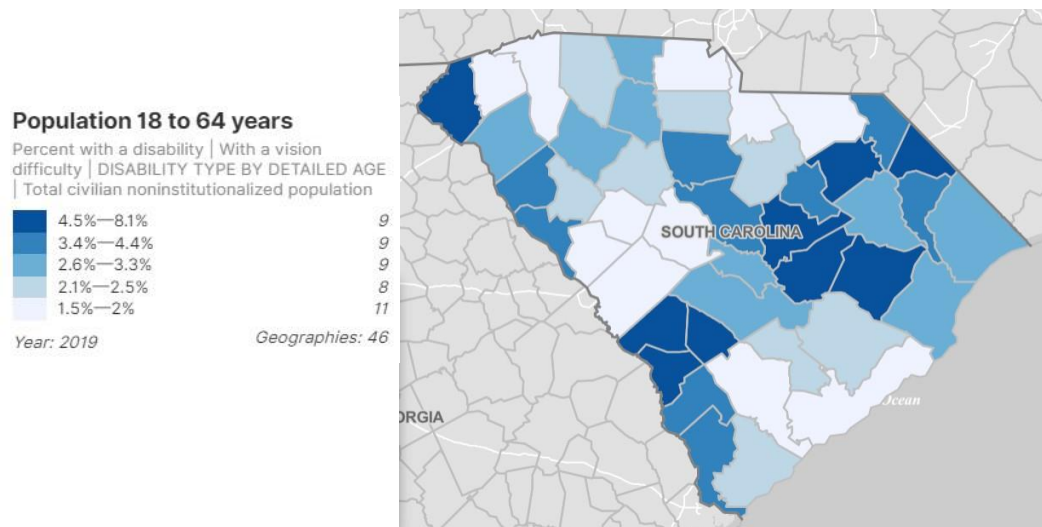 Population 18 to 64 years
Percent with a disability | With a vision
difficulty | DISABILITY TYPE BY DETAILED AGE
| Total civilian noninstitutionalized population
4.5%—8.1% 9
3.4%—4.4% 9
2.6%—3.3% 9
2.1%—2.5% 8
1.5%—2% 11
Year: 2019 Geographies: 46
SOUTH CAROLINA
Ocean
ORGIA